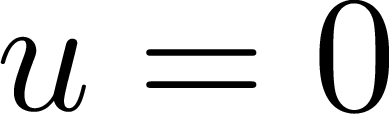 u = 0